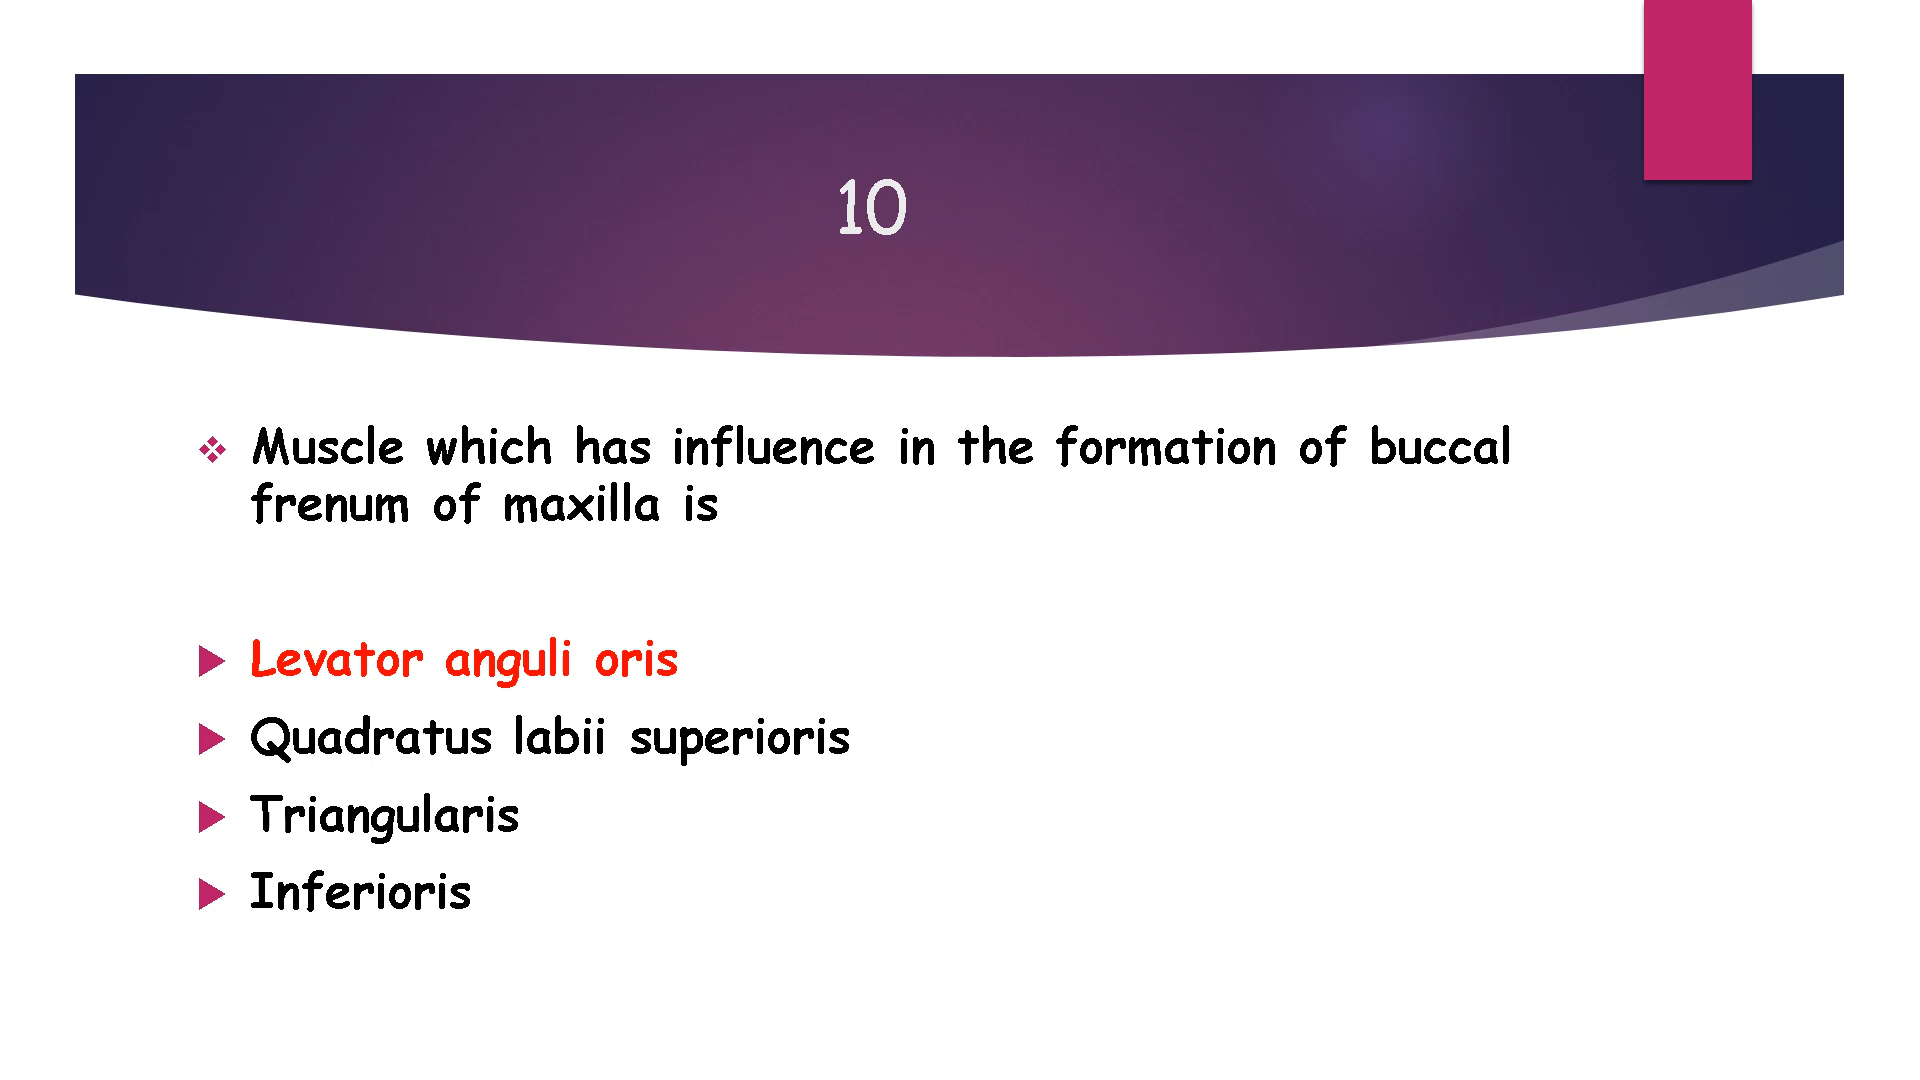 10
Muscle which has influence in the formation of buccal
frenum of maxilla is
Levator anguli oris
Quadratus labii superioris
Triangularis
Inferioris